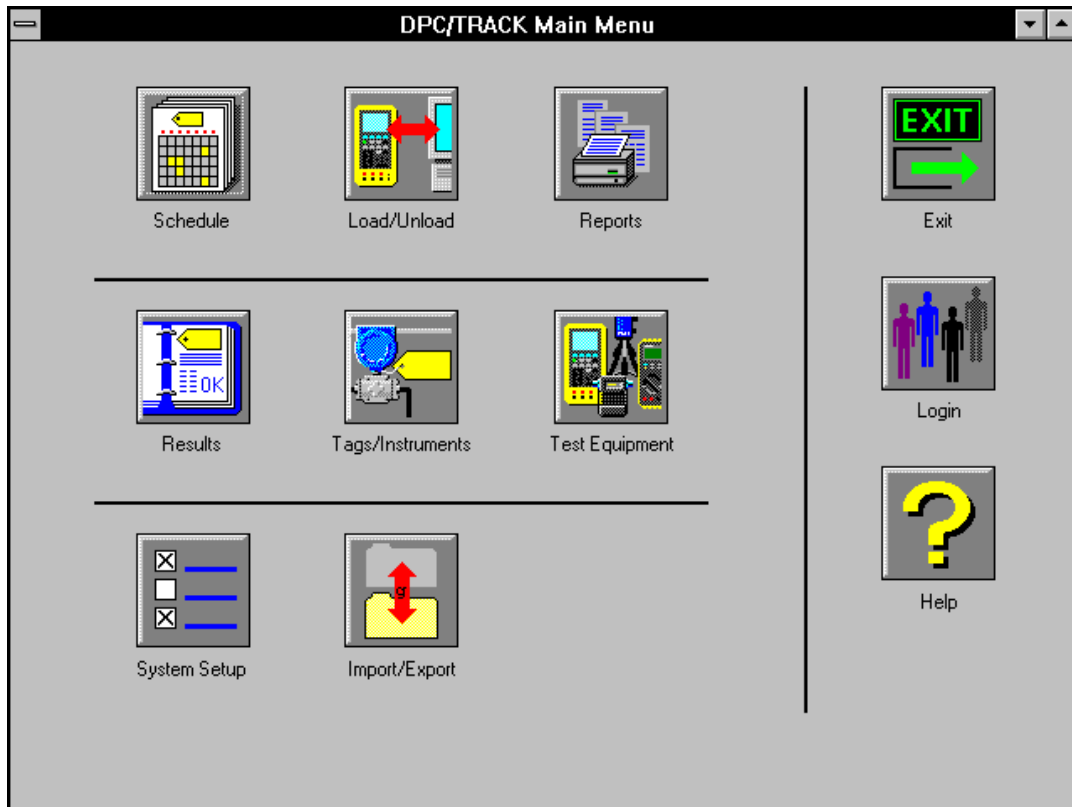 DPC/TRACK Main Menu
Schedule
Load/Unload
Reports
EXIT
Exit
OK
Results
Tags/Instruments
Test Equipment
Login
System Setup
Import/Export
Help